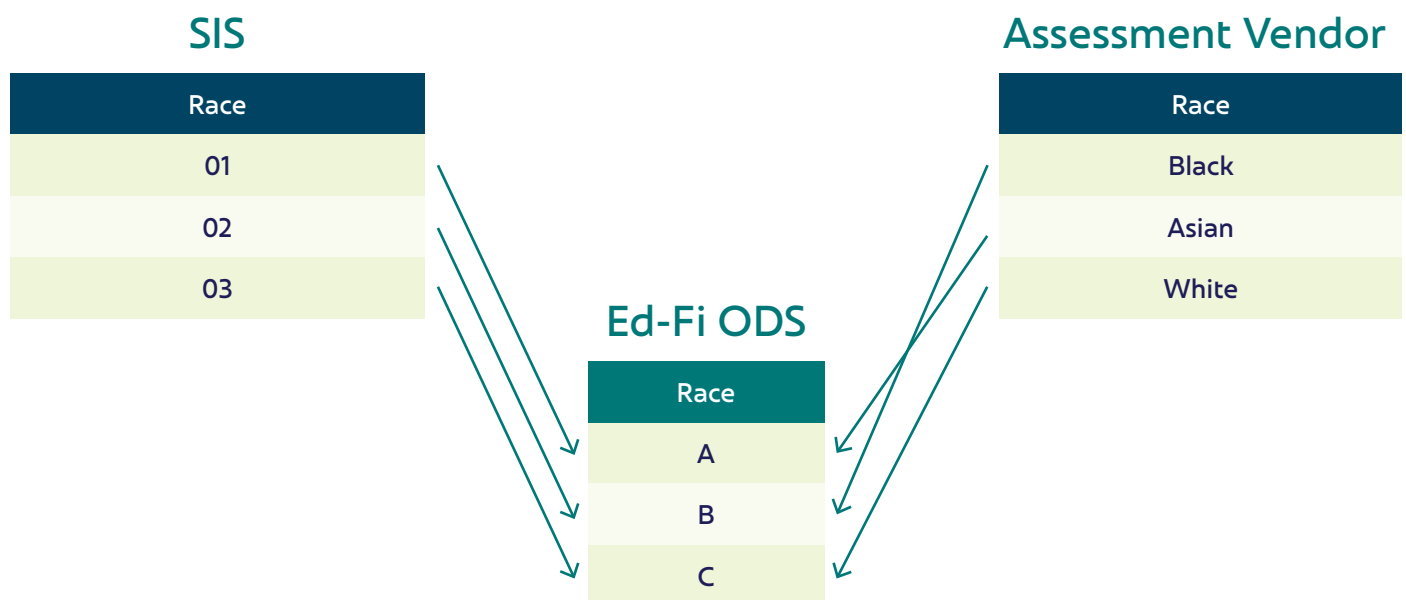 SIS
Race
01
02
03
Assessment Vendor
Race
Black
Asian
White
Ed-Fi ODS
Race
A
B
C